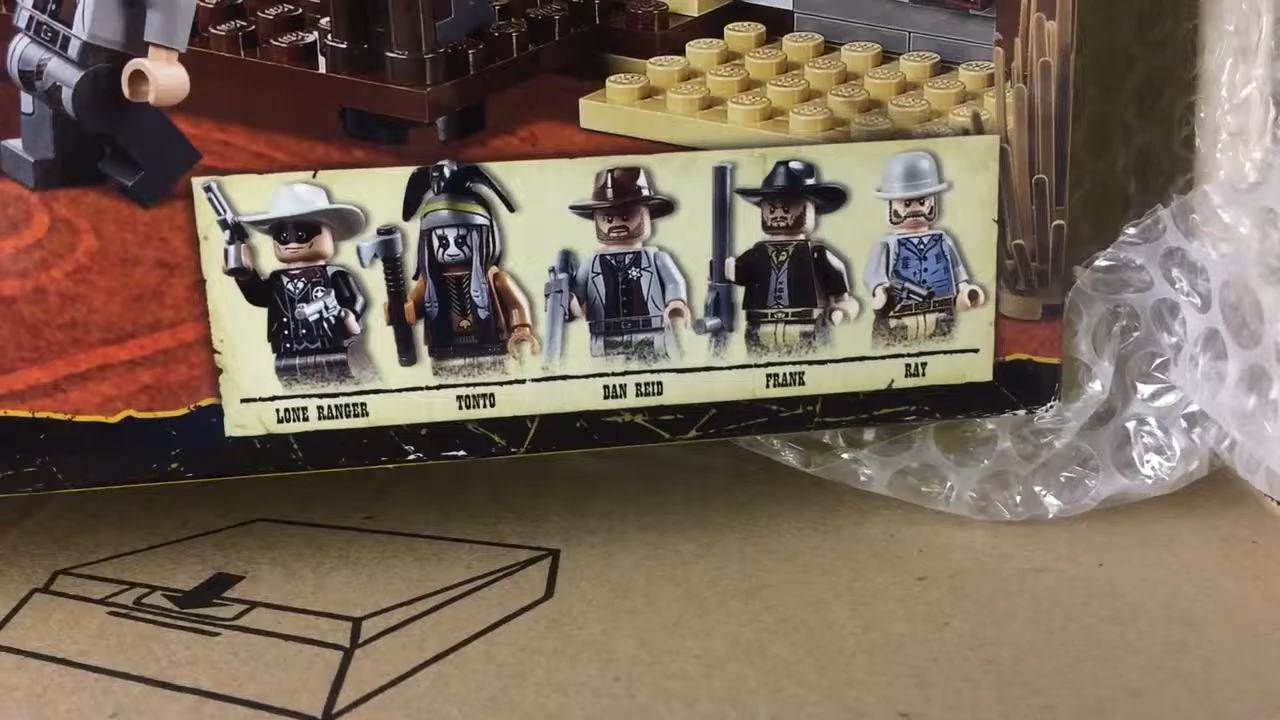 LONE RANGER
TONTO
DAN REID
FRANK
RAY